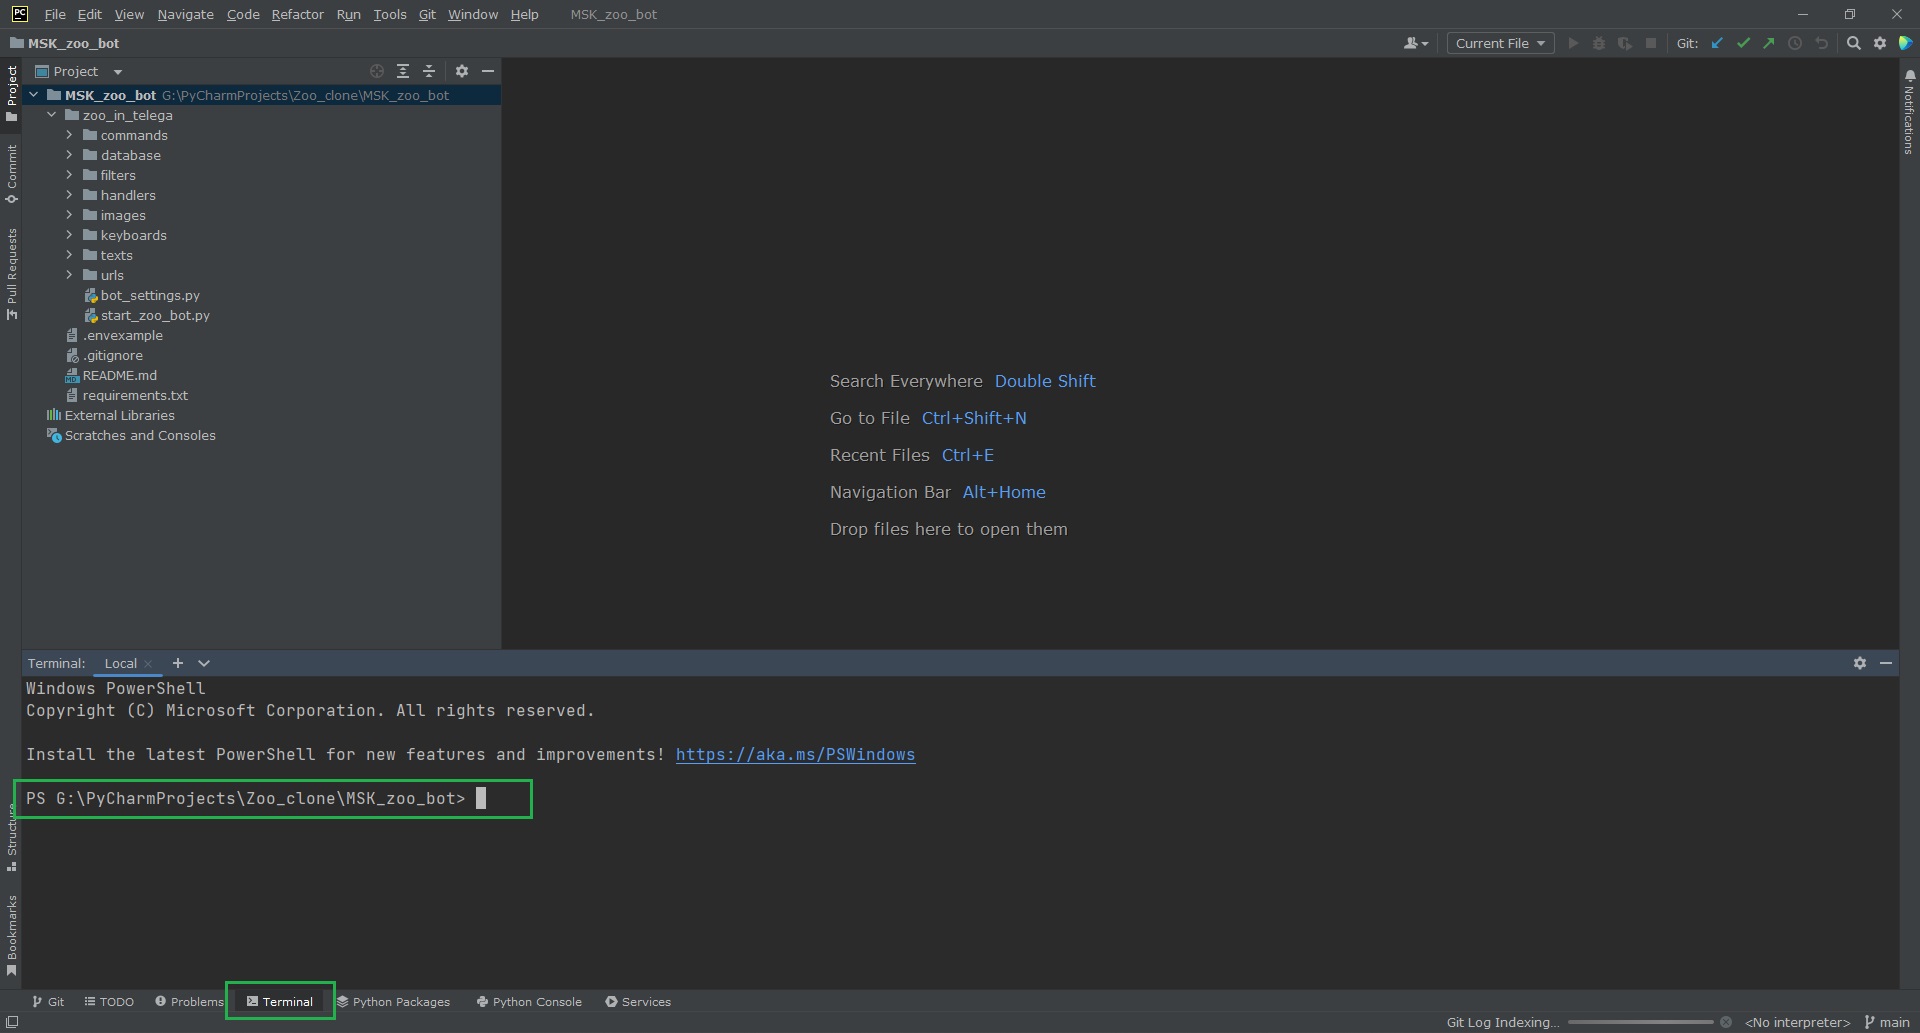 PC File Edit View Navigate Code Refactor Run Tools Git Window Help MSK_zoo_bot
MSK_zoo_bot Current File Git:
Project
MSK_zoo_bot G:\PyCharmProjects\Zoo_clone\MSK_zoo_bot
zoo_in_telega
commands
database
filters
handlers
images
keyboards
texts
urls
bot_settings.py
start_zoo_bot.py
.envexample
.gitignore
MD README.md
requirements.txt
External Libraries
Scratches and Consoles
Project
Commit
Pull Requests
Structure
Bookmarks
Notifications
Search Everywhere Double Shift
Go to File Ctrl+Shift+N
Recent Files Ctrl+E
Navigation Bar Alt+Home
Drop files here to open them
Terminal: Local
Windows PowerShell
Copyright (C) Microsoft Corporation. All rights reserved.
Install the latest PowerShell for new features and improvements! https://aka.ms/PSWindows
PS G:\PyCharmProjects\Zoo_clone\MSK_zoo_bot>
Git TODO Problems Terminal Python Packages Python Console Services
Git Log Indexing... <No interpreter> main